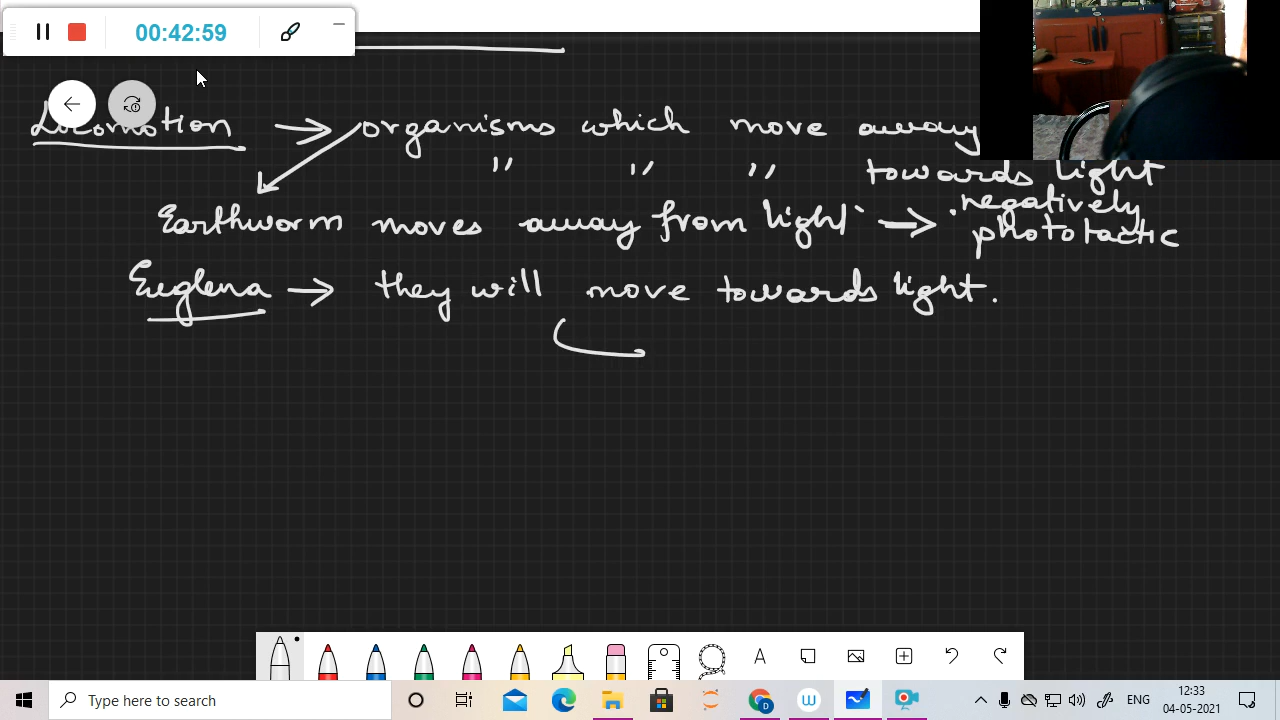 00:42:59
Locomotion → organisms which move away
" " " towards light
Earthworm moves away from light → negatively
phototactic
Euglena → they will move towards light.
A
Type here to search
ENG
12:33
04-05-2021